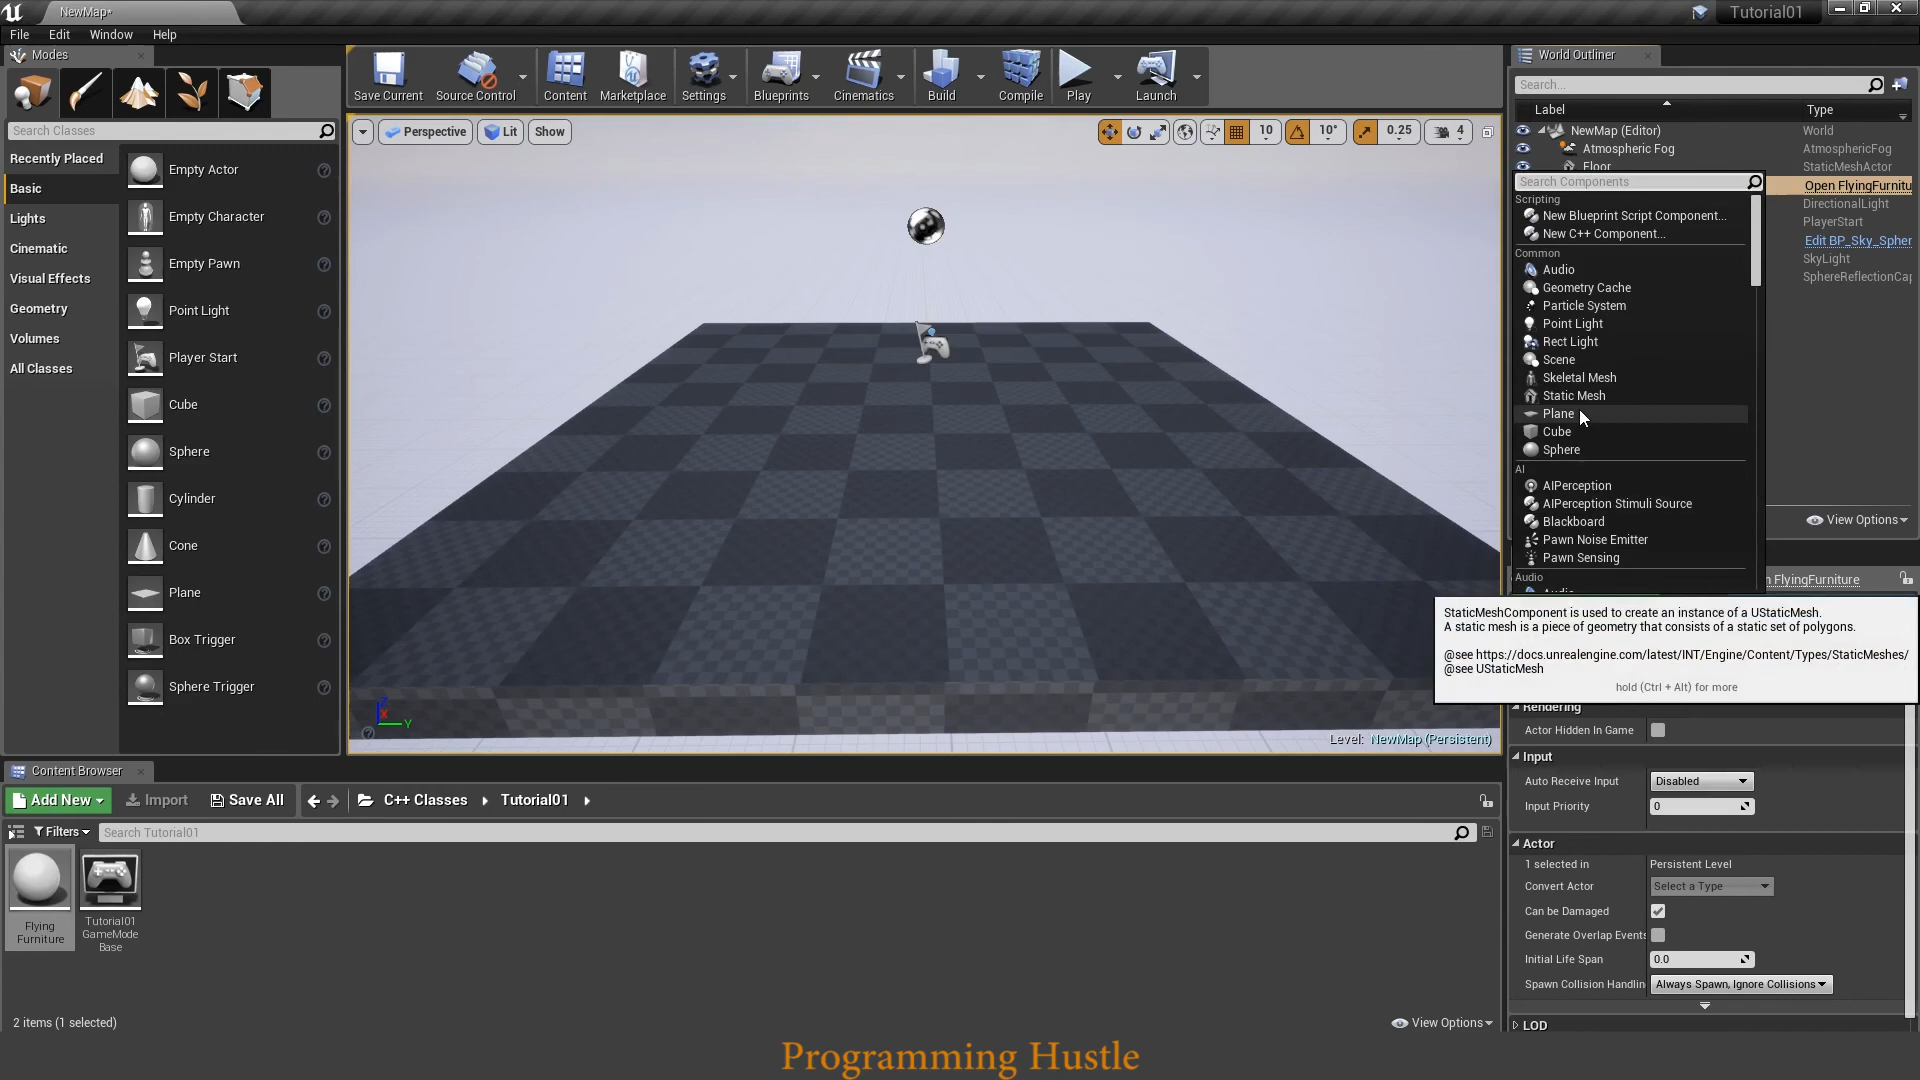 NewMap*
Tutorial01
File Edit Window Help
Modes
Search Classes
Recently Placed
Basic
Lights
Cinematic
Visual Effects
Geometry
Volumes
All Classes
Empty Actor
Empty Character
Empty Pawn
Point Light
Player Start
Cube
Sphere
Cylinder
Cone
Plane
Box Trigger
Sphere Trigger
Save Current Source Control Content Marketplace Settings Blueprints Cinematics Build Compile Play Launch
Perspective Lit Show
10 10° 0.25 4
X Y Z
Level: NewMap (Persistent)
World Outliner
Search...
Label Type
NewMap (Editor) World
Atmospheric Fog AtmosphericFog
Floor StaticMeshActor
Open FlyingFurnitu
DirectionalLight
PlayerStart
Edit BP_Sky_Spher
SkyLight
SphereReflectionCap
Search Components
Scripting
New Blueprint Script Component...
New C++ Component...
Common
Audio
Geometry Cache
Particle System
Point Light
Rect Light
Scene
Skeletal Mesh
Static Mesh
Plane
Cube
Sphere
AI
AIPerception
AIPerception Stimuli Source
Blackboard
Pawn Noise Emitter
Pawn Sensing
Audio
View Options
n FlyingFurniture
StaticMeshComponent is used to create an instance of a UStaticMesh.
A static mesh is a piece of geometry that consists of a static set of polygons.
@see https://docs.unrealengine.com/latest/INT/Engine/Content/Types/StaticMeshes/
@see UStaticMesh
hold (Ctrl + Alt) for more
Rendering
Actor Hidden In Game
Input
Auto Receive Input Disabled
Input Priority 0
Actor
1 selected in Persistent Level
Convert Actor Select a Type
Can be Damaged
Generate Overlap Events
Initial Life Span 0.0
Spawn Collision Handlin Always Spawn, Ignore Collisions
LOD
Content Browser
Add New Import Save All C++ Classes Tutorial01
Filters Search Tutorial01
Flying
Furniture
Tutorial01
GameMode
Base
2 items (1 selected)
View Options
Programming Hustle